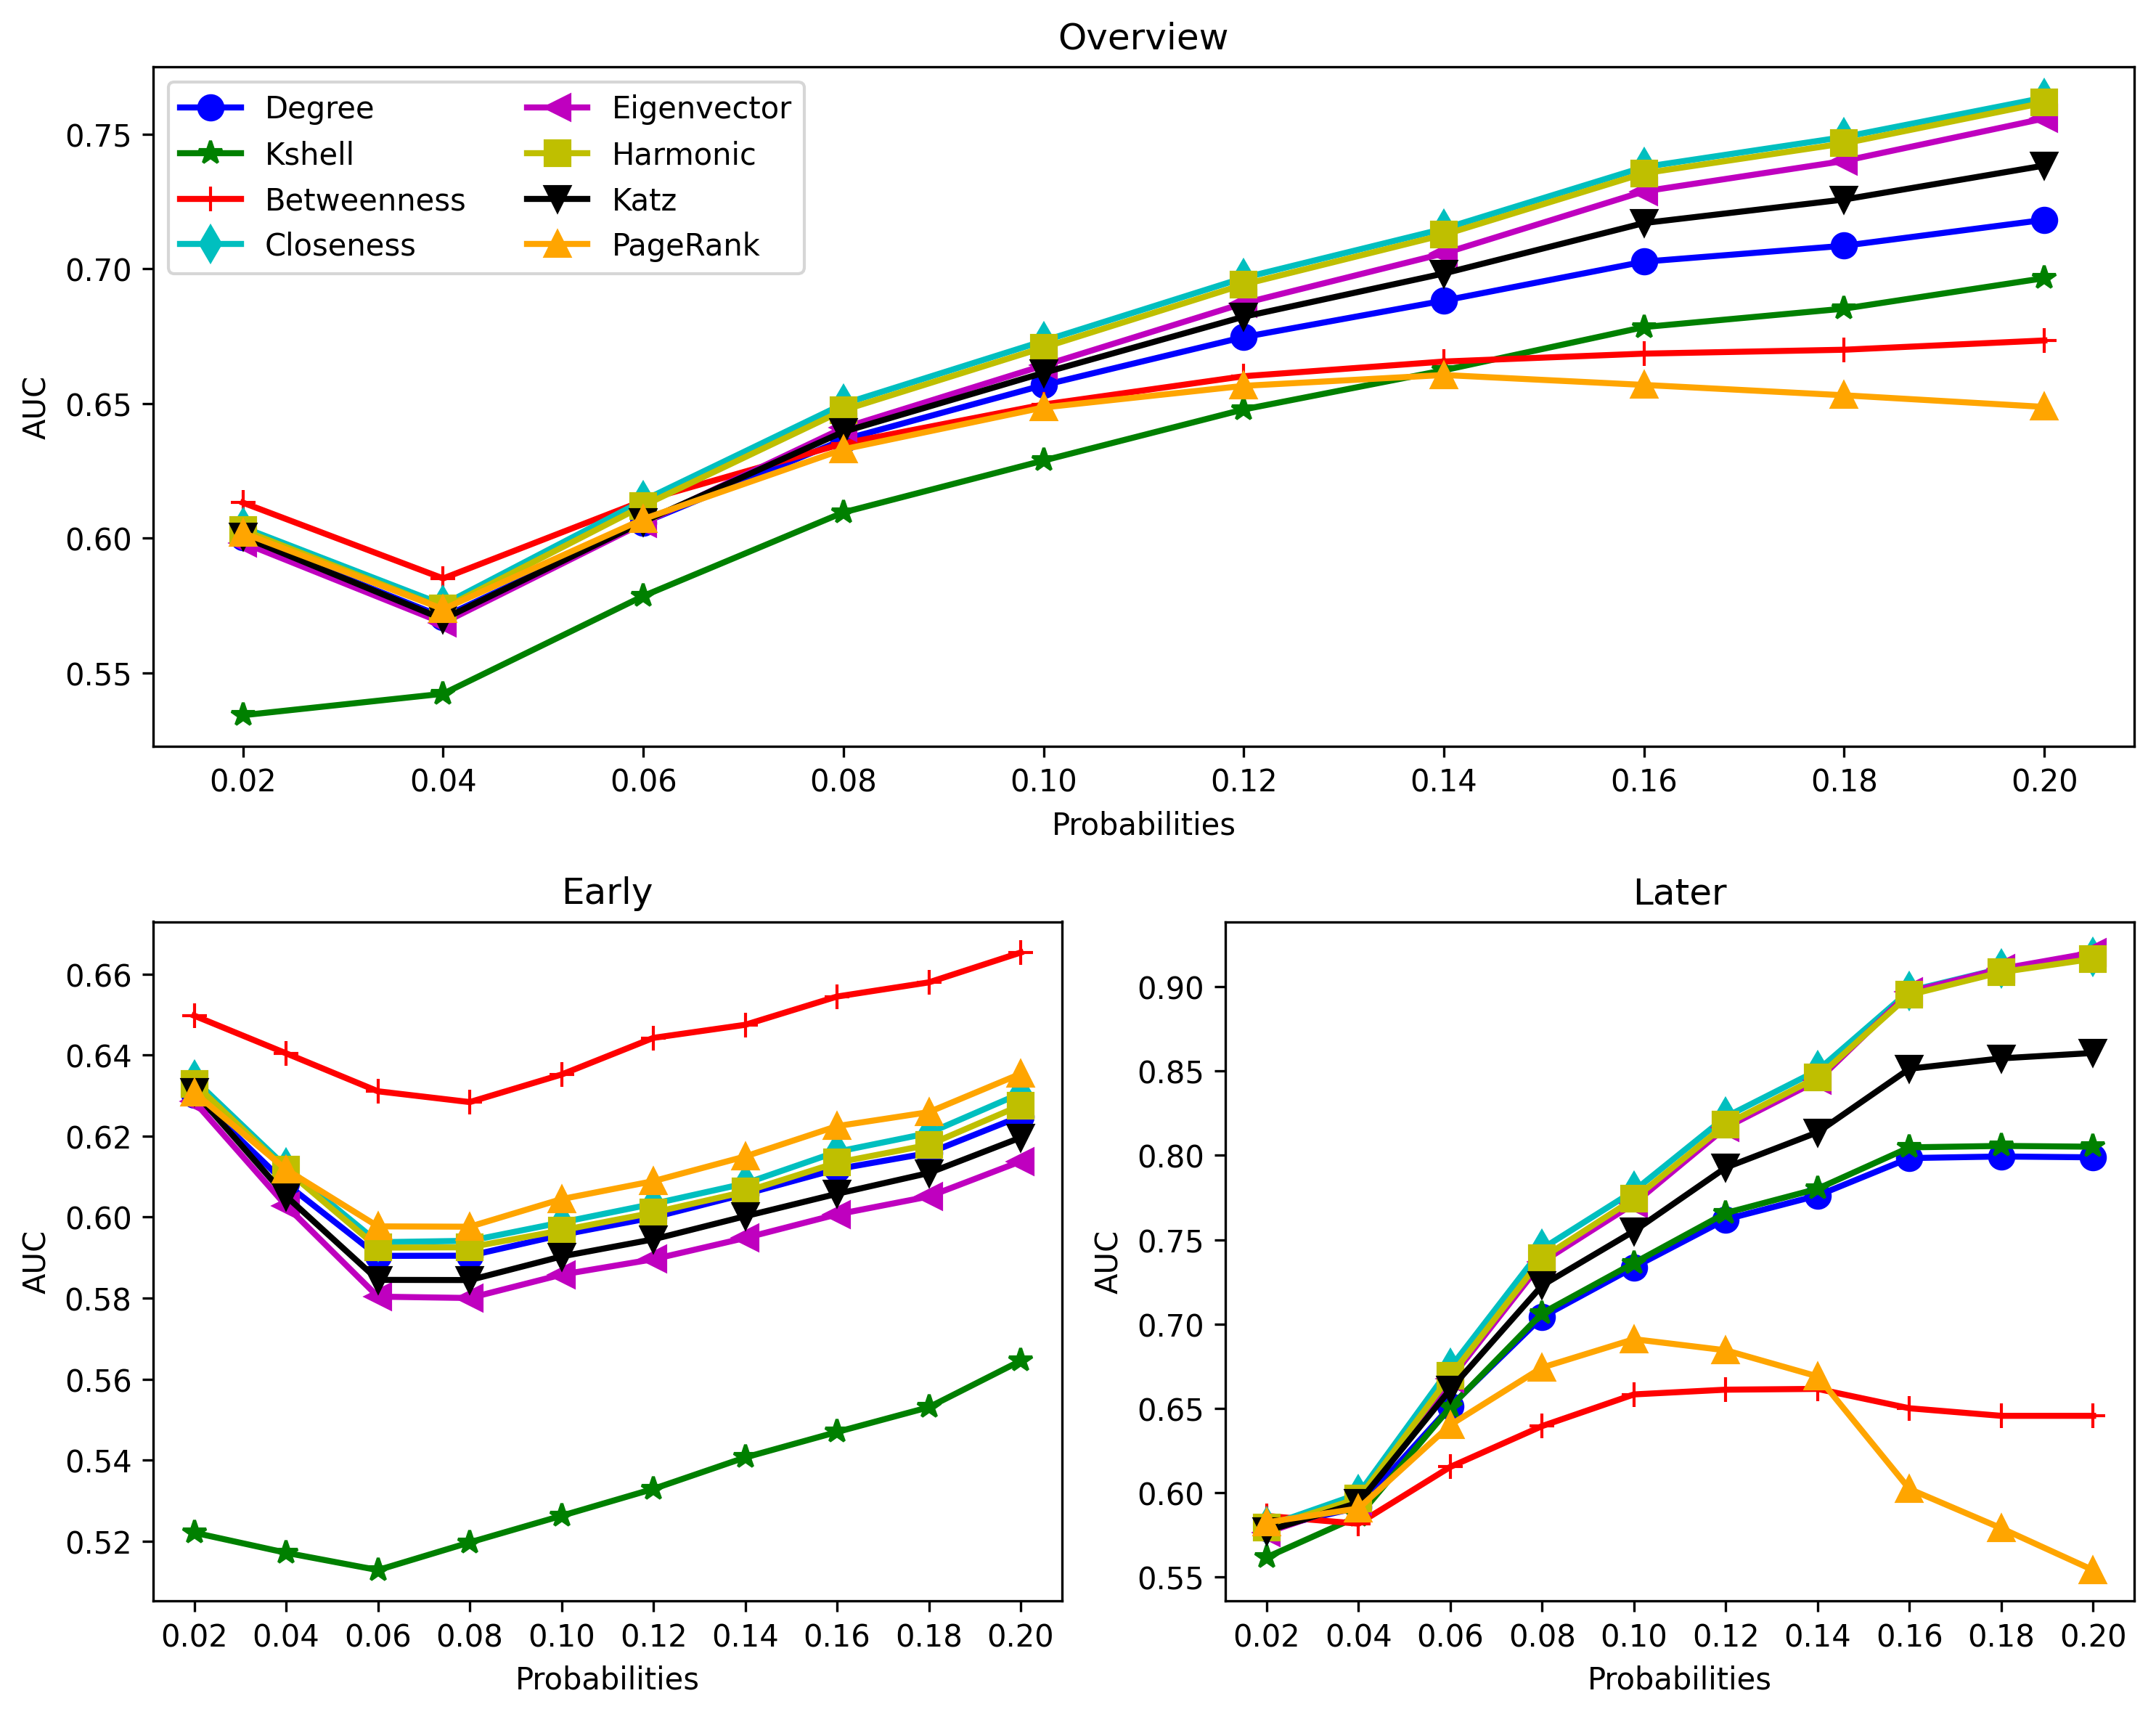 Overview
Degree
Kshell
Betweenness
Closeness
Eigenvector
Harmonic
Katz
PageRank
AUC
0.75
0.70
0.65
0.60
0.55
0.02 0.04 0.06 0.08 0.10 0.12 0.14 0.16 0.18 0.20
Probabilities
Early
AUC
0.66
0.64
0.62
0.60
0.58
0.56
0.54
0.52
0.02 0.04 0.06 0.08 0.10 0.12 0.14 0.16 0.18 0.20
Probabilities
Later
AUC
0.90
0.85
0.80
0.75
0.70
0.65
0.60
0.55
0.02 0.04 0.06 0.08 0.10 0.12 0.14 0.16 0.18 0.20
Probabilities